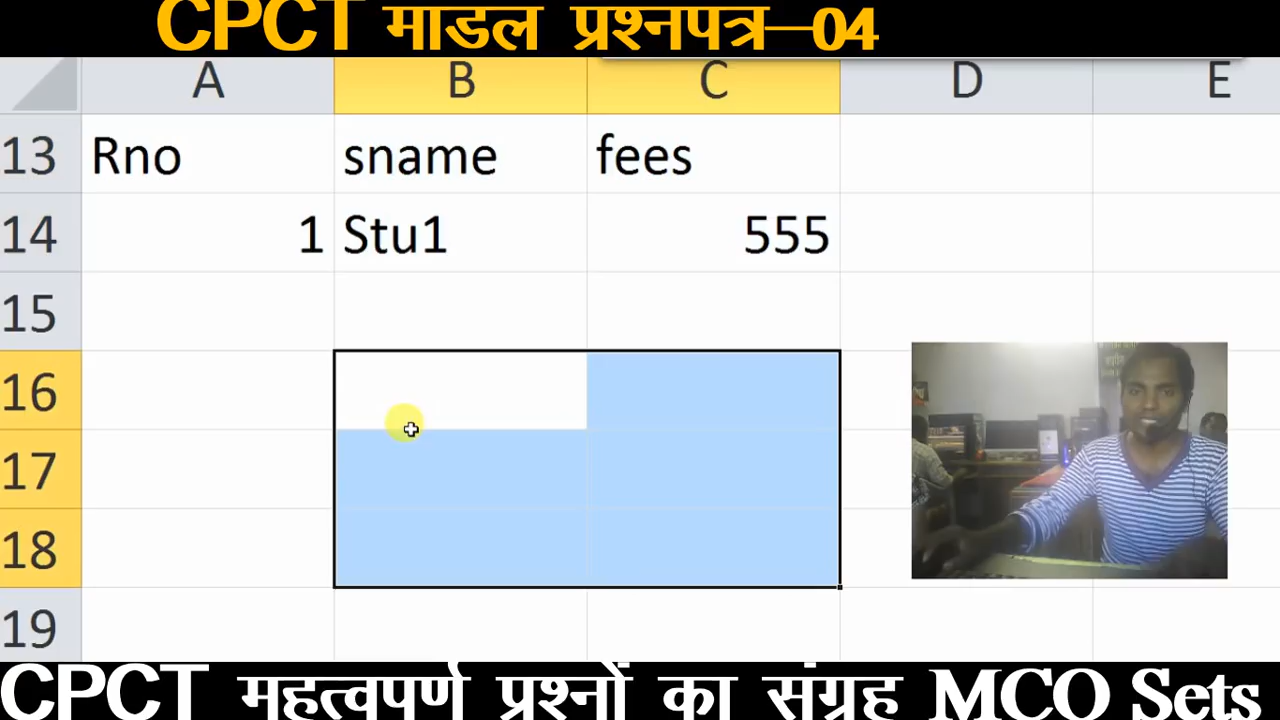 CPCT माडल प्रश्नपत्र—04
A B C D E
13 Rno sname fees
14 1 Stu1 555
15
16
17
18
19
CPCT महत्वपर्ण प्रश्नों का संग्रह MCQ Sets